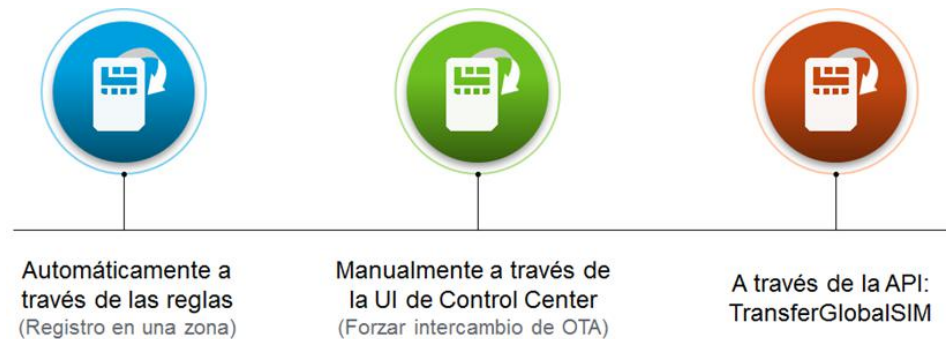 Automáticamente a
través de las reglas
(Registro en una zona)
Manualmente a través de
la UI de Control Center
(Forzar intercambio de OTA)
A través de la API:
TransferGlobalSIM